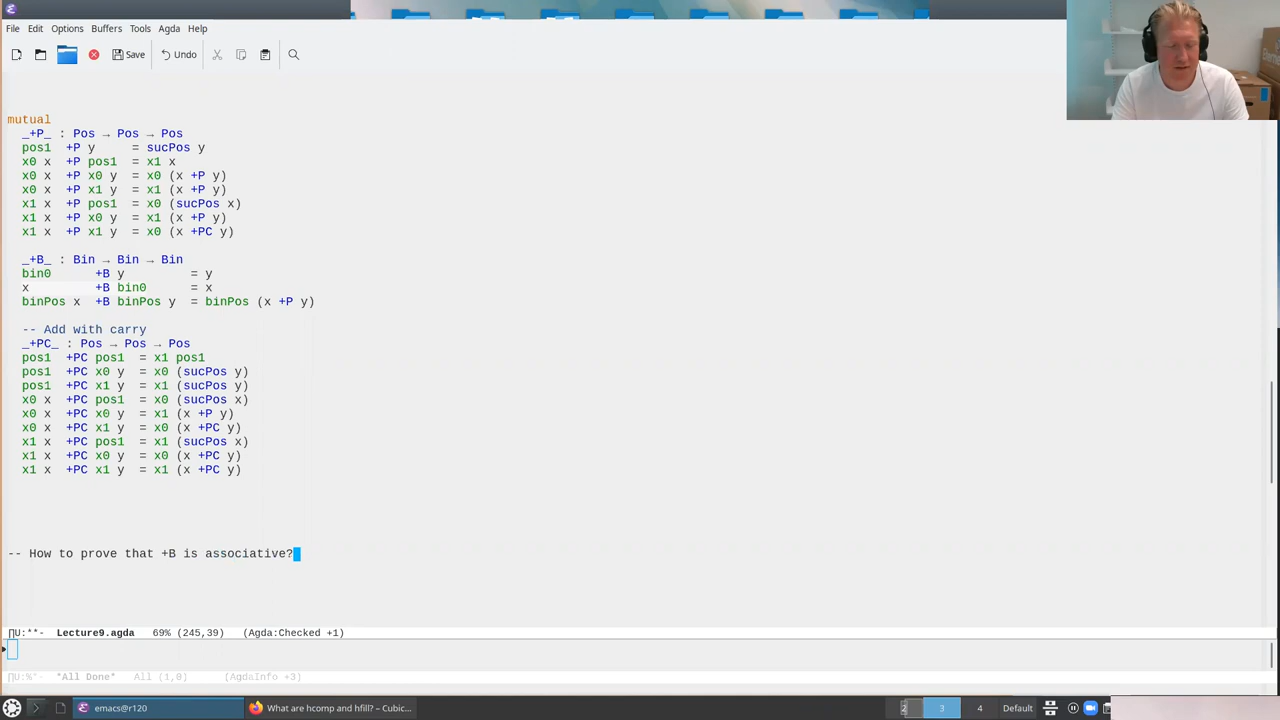 File Edit Options Buffers Tools Agda Help
Save Undo
mutual
_+P_ : Pos → Pos → Pos
pos1 +P y = sucPos y
x0 x +P pos1 = x1 x
x0 x +P x0 y = x0 (x +P y)
x0 x +P x1 y = x1 (x +P y)
x1 x +P pos1 = x0 (sucPos x)
x1 x +P x0 y = x1 (x +P y)
x1 x +P x1 y = x0 (x +PC y)
_+B_ : Bin → Bin → Bin
bin0 +B y = y
x +B bin0 = x
binPos x +B binPos y = binPos (x +P y)
-- Add with carry
_+PC_ : Pos → Pos → Pos
pos1 +PC pos1 = x1 pos1
pos1 +PC x0 y = x0 (sucPos y)
pos1 +PC x1 y = x1 (sucPos y)
x0 x +PC pos1 = x0 (sucPos x)
x0 x +PC x0 y = x1 (x +P y)
x0 x +PC x1 y = x0 (x +PC y)
x1 x +PC pos1 = x1 (sucPos x)
x1 x +PC x0 y = x0 (x +PC y)
x1 x +PC x1 y = x1 (x +PC y)
-- How to prove that +B is associative?
∏U:**- Lecture9.agda 69% (245,39) (Agda:Checked +1)
∏U:%*- *All Done* All (1,0) (AgdaInfo +3)
emacs@r120 What are hcomp and hfill? – Cubic... 2 3 4 Default